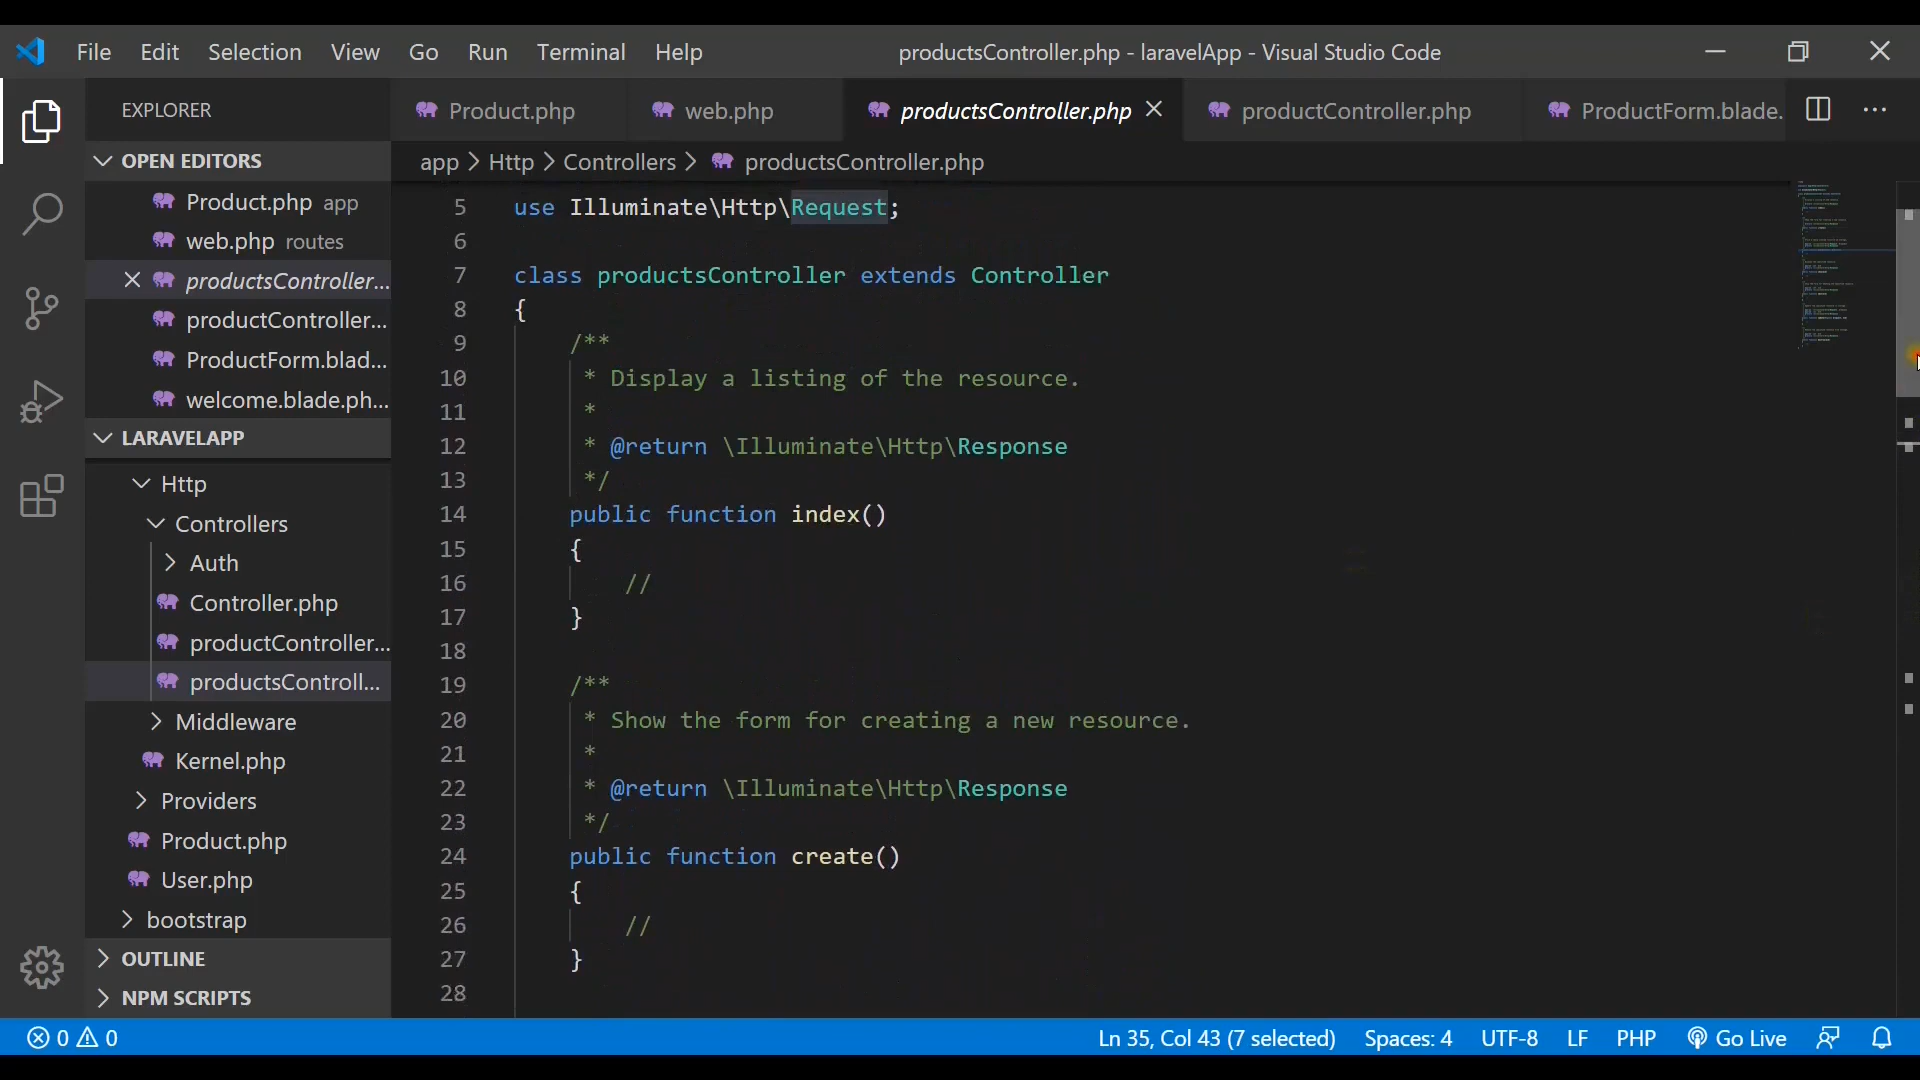 File Edit Selection View Go Run Terminal Help productsController.php - laravelApp - Visual Studio Code
EXPLORER
Product.php web.php productsController.php productController.php ProductForm.blade.
OPEN EDITORS
Product.php app
web.php routes
productsController...
productController...
ProductForm.blad...
welcome.blade.ph...
LARAVELAPP
Http
Controllers
Auth
Controller.php
productController...
productsControll...
Middleware
Kernel.php
Providers
Product.php
User.php
bootstrap
OUTLINE
NPM SCRIPTS
app > Http > Controllers > productsController.php
5 use Illuminate\Http\Request;
6
7 class productsController extends Controller
8 {
9 /**
10 * Display a listing of the resource.
11 *
12 * @return \Illuminate\Http\Response
13 */
14 public function index()
15 {
16 //
17 }
18
19 /**
20 * Show the form for creating a new resource.
21 *
22 * @return \Illuminate\Http\Response
23 */
24 public function create()
25 {
26 //
27 }
28
0 0 Ln 35, Col 43 (7 selected) Spaces: 4 UTF-8 LF PHP Go Live